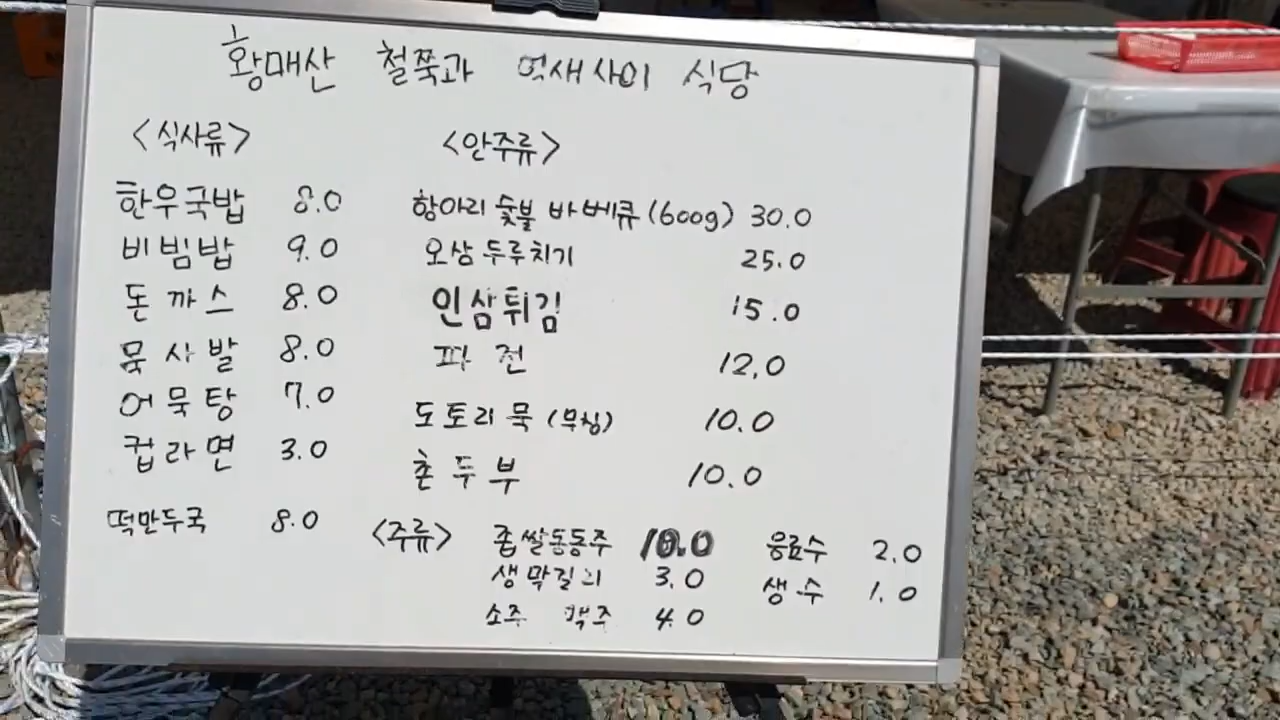 황매산 철쭉과 억새사이 식당
<식사류>
한우국밥 8.0
비빔밥 9.0
돈까스 8.0
묵사발 8.0
어묵탕 7.0
컵라면 3.0
떡만두국 8.0
<안주류>
항아리 숯불 바베큐 (600g) 30.0
오삼두루치기 25.0
인삼튀김 15.0
파전 12.0
도토리묵 (무침) 10.0
촌두부 10.0
<주류>
좁쌀동동주 10.0
생막걸리 3.0
소주 맥주 4.0
음료수 2.0
생수 1.0